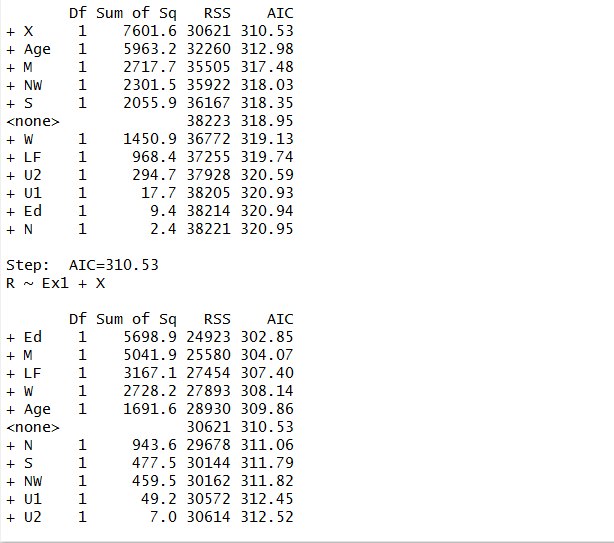 Df Sum of Sq   RSS    AIC
+ X     1    7601.6 30621 310.53
+ Age   1    5963.2 32260 312.98
+ M     1    2717.7 35505 317.48
+ NW    1    2301.5 35922 318.03
+ S     1    2055.9 36167 318.35
<none>              38223 318.95
+ W     1    1450.9 36772 319.13
+ LF    1     968.4 37255 319.74
+ U2    1     294.7 37928 320.59
+ U1    1      17.7 38205 320.93
+ Ed    1       9.4 38214 320.94
+ N     1       2.4 38221 320.95

Step:  AIC=310.53
R ~ Ex1 + X

       Df Sum of Sq   RSS    AIC
+ Ed    1    5698.9 24923 302.85
+ M     1    5041.9 25580 304.07
+ LF    1    3167.1 27454 307.40
+ W     1    2728.2 27893 308.14
+ Age   1    1691.6 28930 309.86
<none>              30621 310.53
+ N     1     943.6 29678 311.06
+ S     1     477.5 30144 311.79
+ NW    1     459.5 30162 311.82
+ U1    1      49.2 30572 312.45
+ U2    1       7.0 30614 312.52